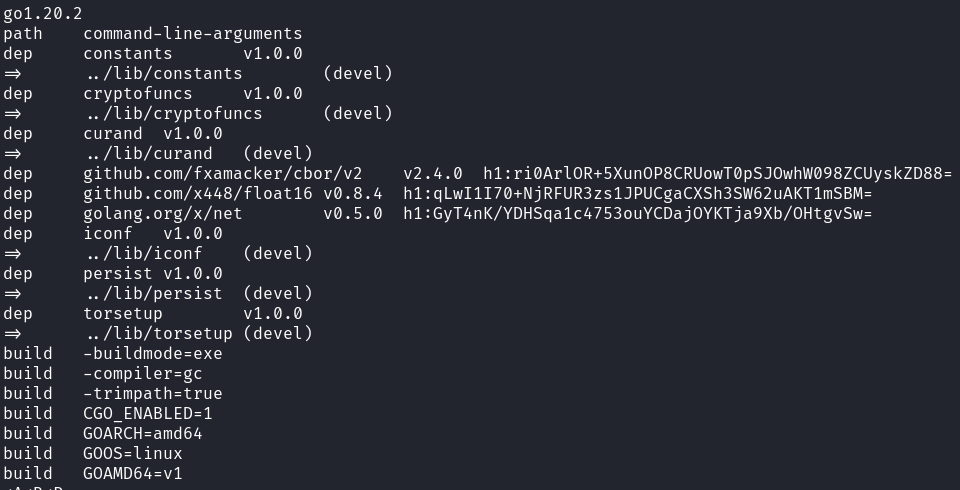 go1.20.2
path command-line-arguments
dep constants v1.0.0
=> ../lib/constants (devel)
dep cryptofuncs v1.0.0
=> ../lib/cryptofuncs (devel)
dep curand v1.0.0
=> ../lib/curand (devel)
dep github.com/fxamacker/cbor/v2 v2.4.0 h1:ri0ArlOR+5XunOP8CRUowT0pSJOwhW098ZCUyskZD88=
dep github.com/x448/float16 v0.8.4 h1:qLwI1I70+NjRFUR3zs1JPUCgaCXSh3SW62uAKT1mSBM=
dep golang.org/x/net v0.5.0 h1:GyT4nK/YDHSqa1c4753ouYCDajOYKTja9Xb/OHtgvSw=
dep iconf v1.0.0
=> ../lib/iconf (devel)
dep persist v1.0.0
=> ../lib/persist (devel)
dep torsetup v1.0.0
=> ../lib/torsetup (devel)
build -buildmode=exe
build -compiler=gc
build -trimpath=true
build CGO_ENABLED=1
build GOARCH=amd64
build GOOS=linux
build GOAMD64=v1